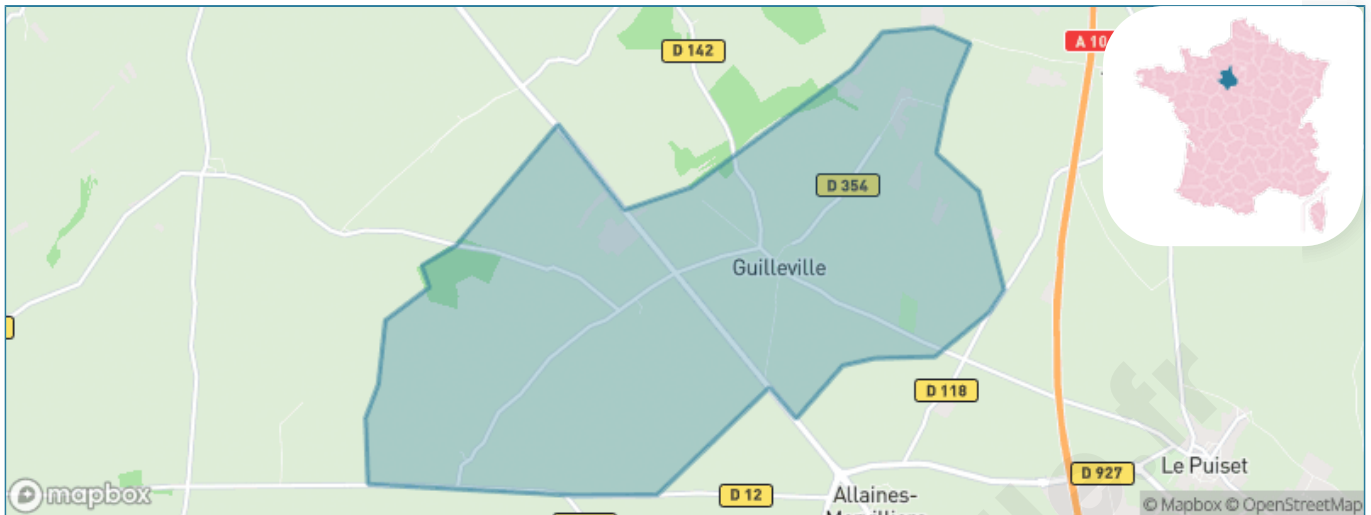 D 142
A 10
D 354
Guilleville
D 118
Le Puiset
D 927
D 12
Allaines-
mapbox
© Mapbox © OpenStreetMap